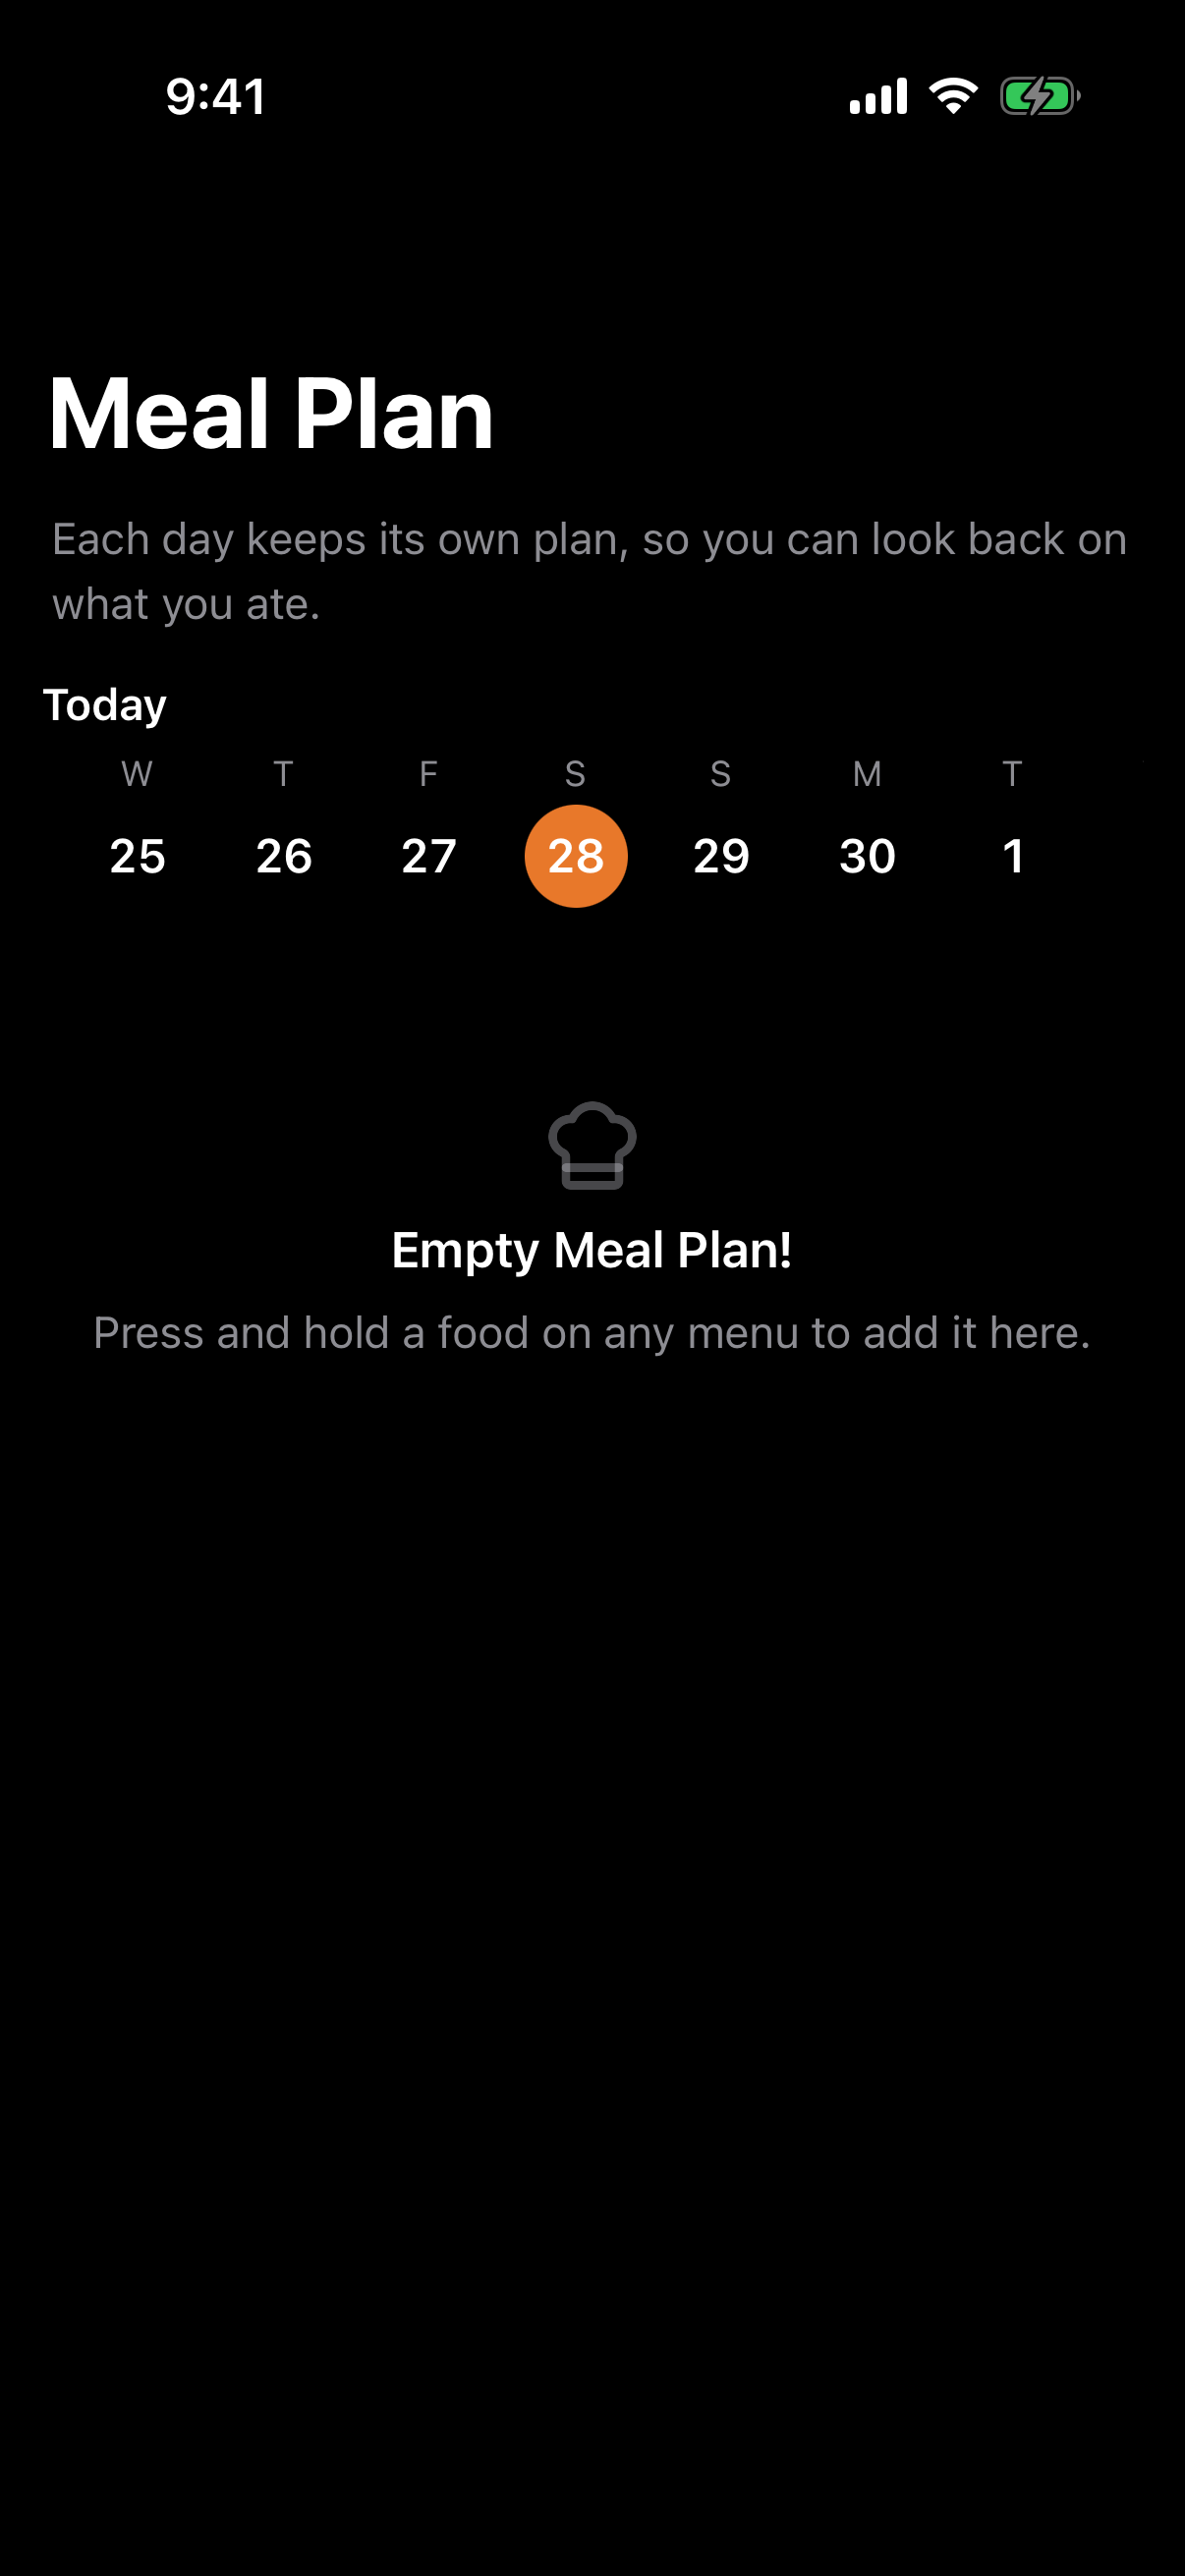 9:41
Meal Plan
Each day keeps its own plan, so you can look back on
what you ate.
Today
W T F S S M T
25 26 27 28 29 30 1
Empty Meal Plan!
Press and hold a food on any menu to add it here.